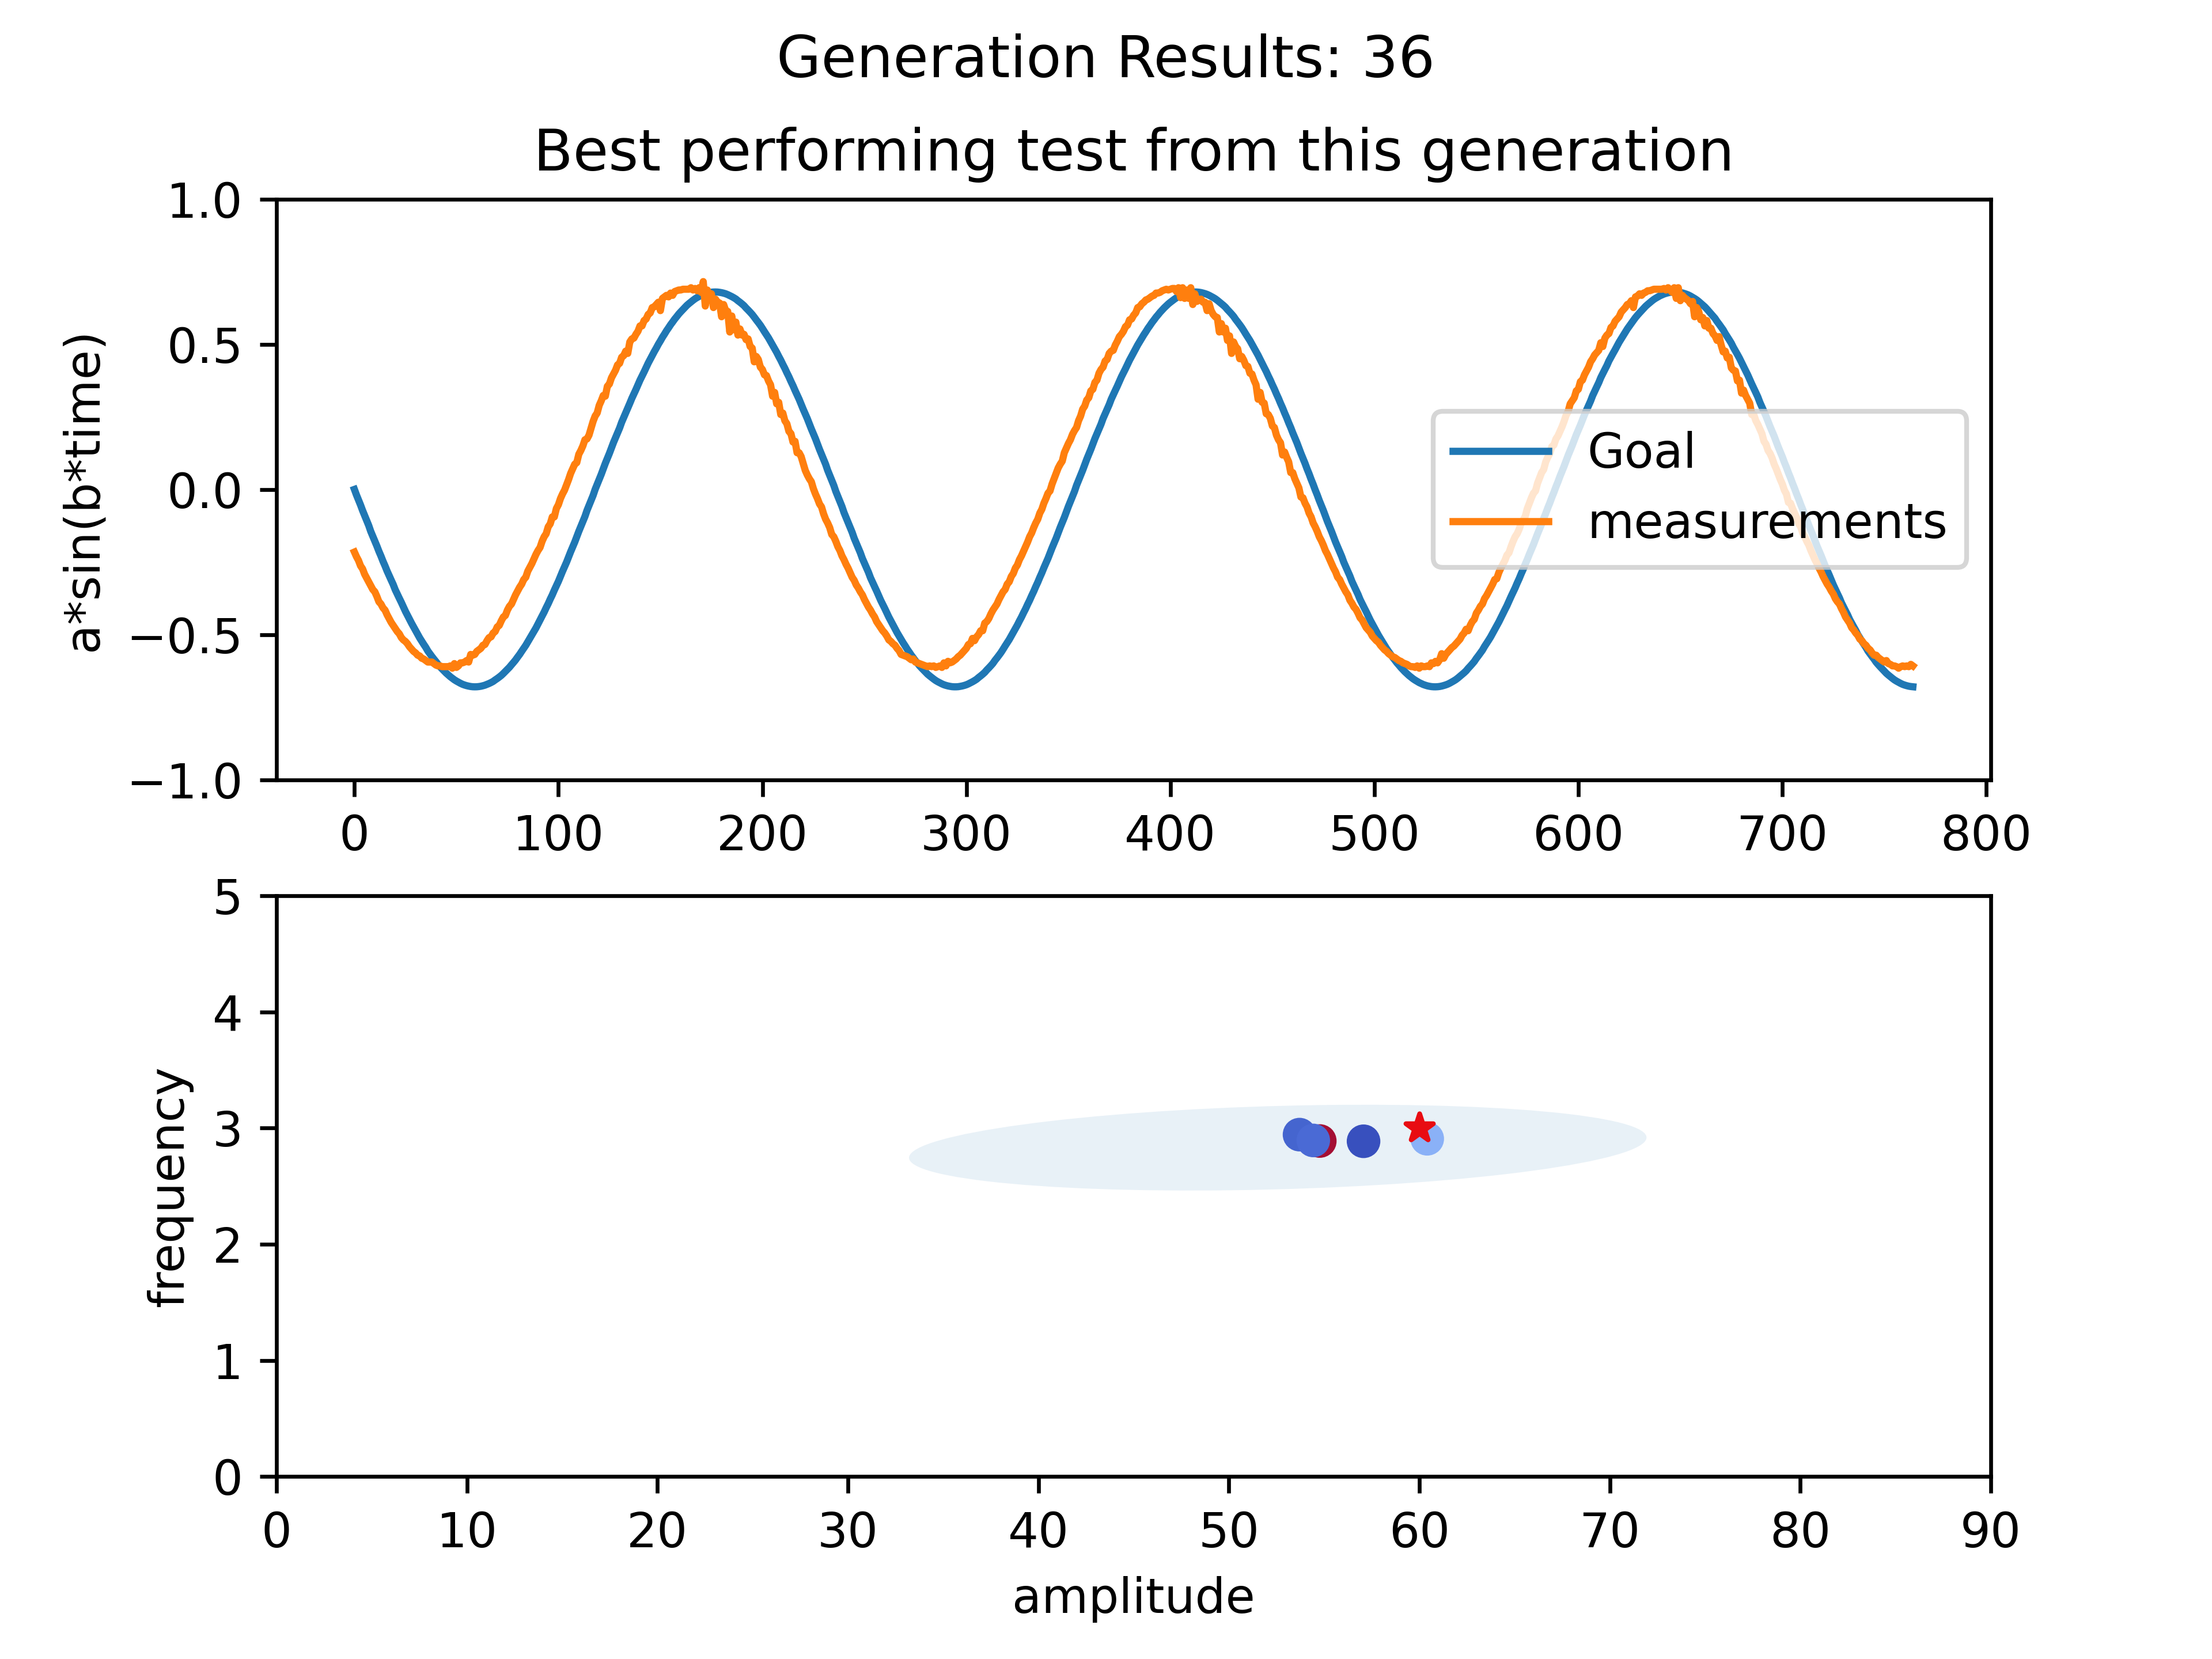 Generation Results: 36
Best performing test from this generation
a*sin(b*time)
1.0
0.5
0.0
−0.5
−1.0
Goal
measurements
0 100 200 300 400 500 600 700 800
frequency
5
4
3
2
1
0
0 10 20 30 40 50 60 70 80 90
amplitude